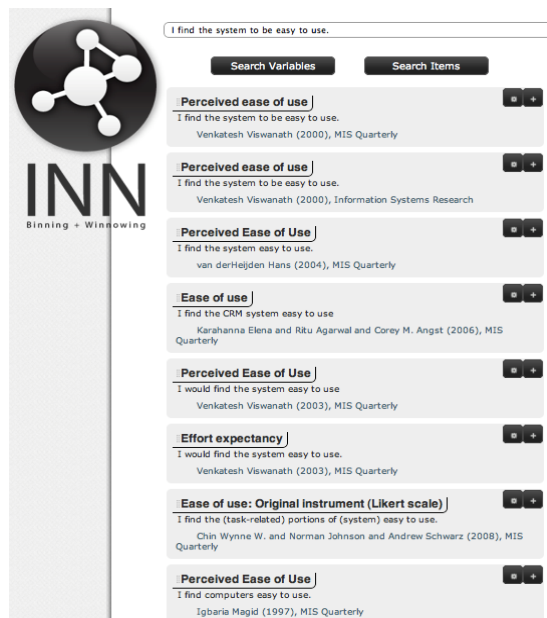 I find the system to be easy to use.
Search Variables
Search Items
INN
Binning + Winnowing
Perceived ease of use
I find the system to be easy to use.
Venkatesh Viswanath (2000), MIS Quarterly
Perceived ease of use
I find the system to be easy to use.
Venkatesh Viswanath (2000), Information Systems Research
Perceived Ease of Use
I find the system easy to use.
van derHeijden Hans (2004), MIS Quarterly
Ease of use
I find the CRM system easy to use
Karahanna Elena and Ritu Agarwal and Corey M. Angst (2006), MIS
Quarterly
Perceived Ease of Use
I would find the system easy to use
Venkatesh Viswanath (2003), MIS Quarterly
Effort expectancy
I would find the system easy to use.
Venkatesh Viswanath (2003), MIS Quarterly
Ease of use: Original instrument (Likert scale)
I find the (task-related) portions of (system) easy to use.
Chin Wynne W. and Norman Johnson and Andrew Schwarz (2008), MIS
Quarterly
Perceived Ease of Use
I find computers easy to use.
Igbaria Magid (1997), MIS Quarterly